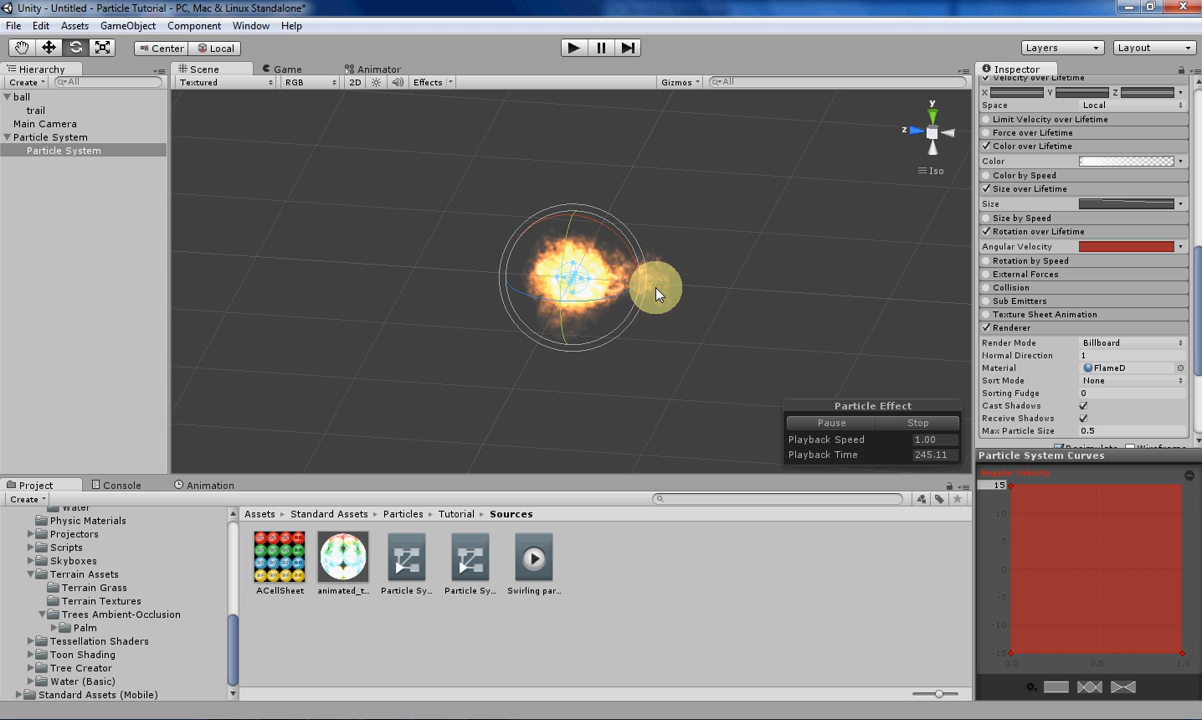 Unity - Untitled - Particle Tutorial - PC, Mac & Linux Standalone*
File Edit Assets GameObject Component Window Help
Center Local
Layers Layout
Hierarchy
Create All
ball
trail
Main Camera
Particle System
Particle System
Scene Game Animator
Textured RGB 2D Effects Gizmos All
y
z
Iso
Particle Effect
Pause Stop
Playback Speed 1.00
Playback Time 245.11
Inspector
Velocity over Lifetime
X Y Z
Space Local
Limit Velocity over Lifetime
Force over Lifetime
Color over Lifetime
Color
Color by Speed
Size over Lifetime
Size
Size by Speed
Rotation over Lifetime
Angular Velocity
Rotation by Speed
External Forces
Collision
Sub Emitters
Texture Sheet Animation
Renderer
Render Mode Billboard
Normal Direction 1
Material FlameD
Sort Mode None
Sorting Fudge 0
Cast Shadows
Receive Shadows
Max Particle Size 0.5
Particle System Curves
Angular Velocity
15
10
5
0
-5
-10
-15
0.0 0.5 1.0
Project Console Animation
Create
Water
Physic Materials
Projectors
Scripts
Skyboxes
Terrain Assets
Terrain Grass
Terrain Textures
Trees Ambient-Occlusion
Palm
Tessellation Shaders
Toon Shading
Tree Creator
Water (Basic)
Standard Assets (Mobile)
Assets Standard Assets Particles Tutorial Sources
ACellSheet animated_t... Particle Sy... Particle Sy... Swirling par...